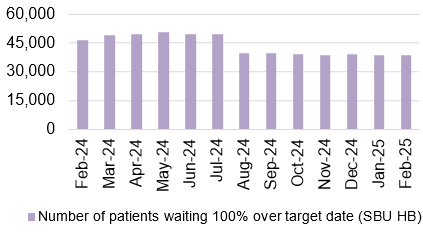 60,000
45,000
30,000
15,000
0
Feb-24
Mar-24
Apr-24
May-24
Jun-24
Jul-24
Aug-24
Sep-24
Oct-24
Nov-24
Dec-24
Jan-25
Feb-25
Number of patients waiting 100% over target date (SBU HB)